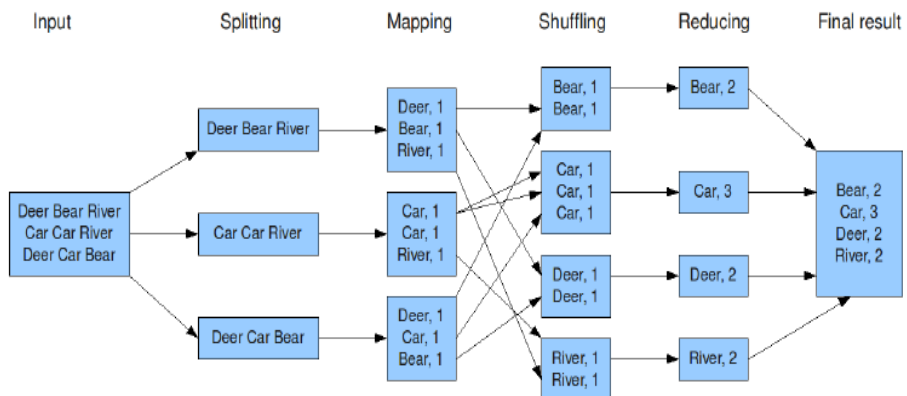 Input
Splitting
Mapping
Shuffling
Reducing
Final result
Deer Bear River
Car Car River
Deer Car Bear
Deer Bear River
Car Car River
Deer Car Bear
Deer, 1
Bear, 1
River, 1
Car, 1
Car, 1
River, 1
Deer, 1
Car, 1
Bear, 1
Bear, 1
Bear, 1
Car, 1
Car, 1
Car, 1
Deer, 1
Deer, 1
River, 1
River, 1
Bear, 2
Car, 3
Deer, 2
River, 2
Bear, 2
Car, 3
Deer, 2
River, 2